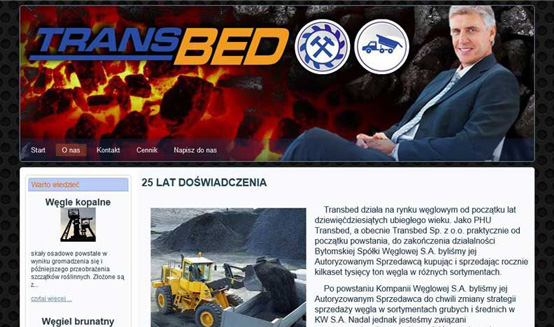 TRANSBED
Start O nas Kontakt Cennik Napisz do nas
Warto wiedzieć
Węgle kopalne
skały osadowe powstałe w
wyniku gromadzenia się i
późniejszego przeobrażenia
szczątków roślinnych. Złożone są
z...
czytaj więcej ...
Węgiel brunatny
25 LAT DOŚWIADCZENIA
Transbed działa na rynku węglowym od początku lat
dziewięćdziesiątych ubiegłego wieku. Jako PHU
Transbed, a obecnie Transbed Sp. z o.o. praktycznie od
początku powstania, do zakończenia działalności
Bytomskiej Spółki Węglowej S.A. byliśmy jej
Autoryzowanym Sprzedawcą kupując i sprzedając rocznie
kilkaset tysięcy ton węgla w różnych sortymentach.
Po powstaniu Kompanii Węglowej S.A. byliśmy jej
Autoryzowanym Sprzedawcą do chwili zmiany strategii
sprzedaży węgla w sortymentach grubych i średnich w
KW S.A. Nadal jednak jesteśmy związani